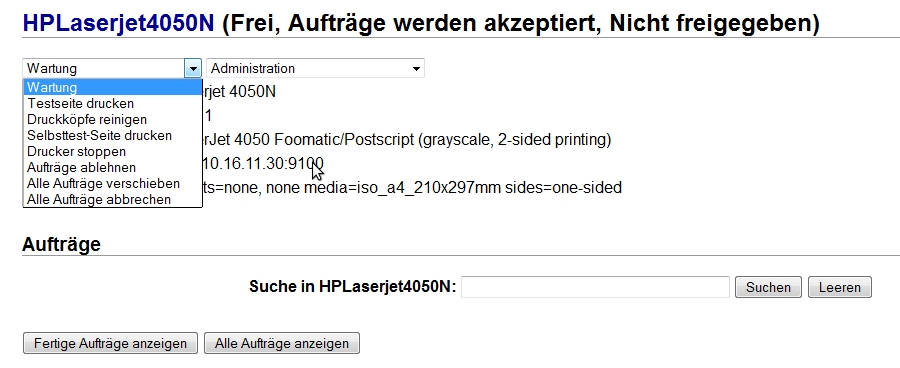 HPLaserjet4050N (Frei, Aufträge werden akzeptiert, Nicht freigegeben)
Wartung Administration
Wartung
Testseite drucken
Druckköpfe reinigen
Selbsttest-Seite drucken
Drucker stoppen
Aufträge ablehnen
Alle Aufträge verschieben
Alle Aufträge abbrechen
rjet 4050N
1
erJet 4050 Foomatic/Postscript (grayscale, 2-sided printing)
10.16.11.30:9100
ts=none, none media=iso_a4_210x297mm sides=one-sided
Aufträge
Suche in HPLaserjet4050N: Suchen Leeren
Fertige Aufträge anzeigen Alle Aufträge anzeigen